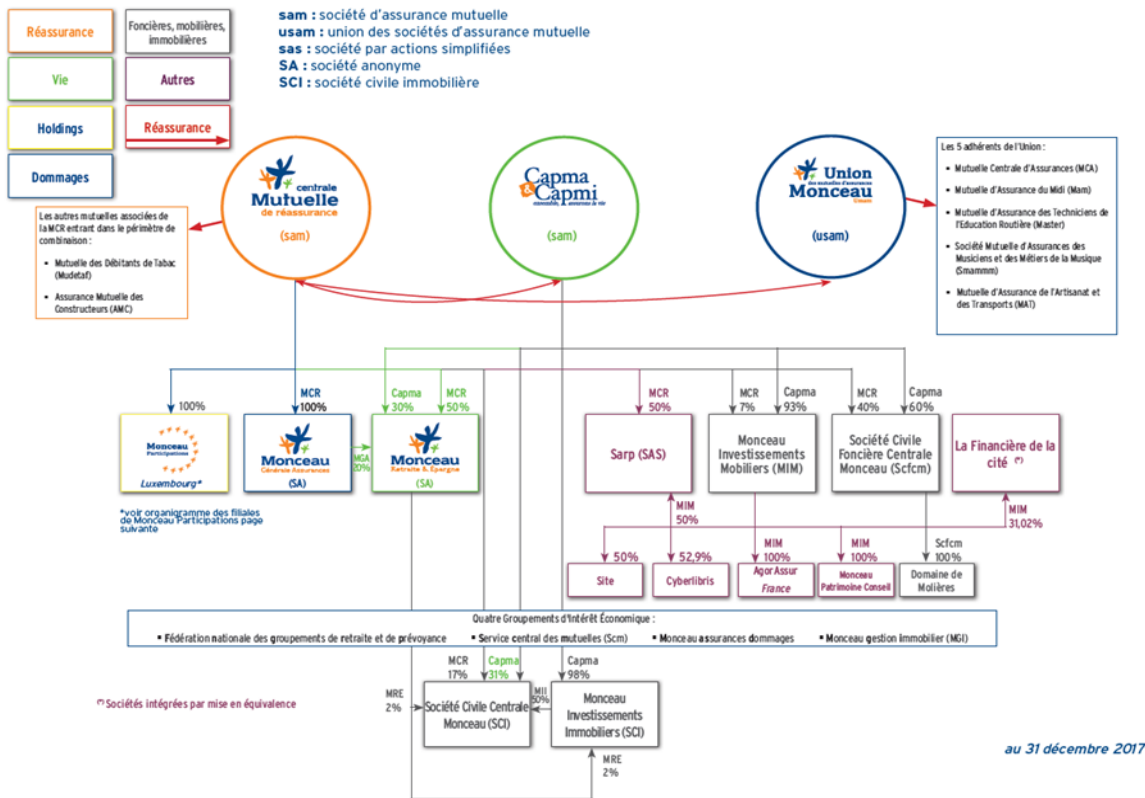 Réassurance
Foncières, mobilières,
immobilières
Vie
Autres
Holdings
Réassurance
Dommages
sam : société d'assurance mutuelle
usam : union des sociétés d'assurance mutuelle
sas : société par actions simplifiées
SA : société anonyme
SCI : société civile immobilière
centrale
Mutuelle
de réassurance
(sam)
Capma
& Capmi
(sam)
Union
des mutuelles d'assurances
Monceau
Usam
(usam)
Les autres mutuelles associées de
la MCR entrant dans le périmètre de
combinaison :
▪ Mutuelle des Débitants de Tabac
(Mudetaf)
▪ Assurance Mutuelle des
Constructeurs (AMC)
Les 5 adhérents de l'Union :
▪ Mutuelle Centrale d'Assurances (MCA)
▪ Mutuelle d'Assurance du Midi (Mam)
▪ Mutuelle d'Assurance des Techniciens de
l'Education Routière (Master)
▪ Société Mutuelle d'Assurances des
Musiciens et des Métiers de la Musique
(Smammm)
▪ Mutuelle d'Assurance de l'Artisanat et
des Transports (MAT)
100%
MCR
100%
Capma
30%
MCR
50%
MCR
50%
MCR
7%
Capma
93%
MCR
40%
Capma
60%
Monceau
Participations
Luxembourg*
Monceau
Générale Assurances
(SA)
MGA
20%
Monceau
Retraite & Épargne
(SA)
Sarp (SAS)
Monceau
Investissements
Mobiliers (MIM)
Société Civile
Foncière Centrale
Monceau (Scfcm)
La Financière de la
cité (*)
*voir organigramme des filiales
de Monceau Participations page
suivante
MIM
50%
MIM
31,02%
50%
52,9%
MIM
100%
MIM
100%
Scfcm
100%
Site
Cyberlibris
Agor Assur
France
Monceau
Patrimoine Conseil
Domaine de
Molières
Quatre Groupements d'Intérêt Économique :
▪ Fédération nationale des groupements de retraite et de prévoyance ▪ Service central des mutuelles (Scm) ▪ Monceau assurances dommages ▪ Monceau gestion Immobilier (MGI)
MCR
17%
Capma
31%
Capma
98%
MRE
2%
Société Civile Centrale
Monceau (SCI)
MII
50%
Monceau
Investissements
Immobiliers (SCI)
MRE
2%
(*) Sociétés intégrées par mise en équivalence
au 31 décembre 2017